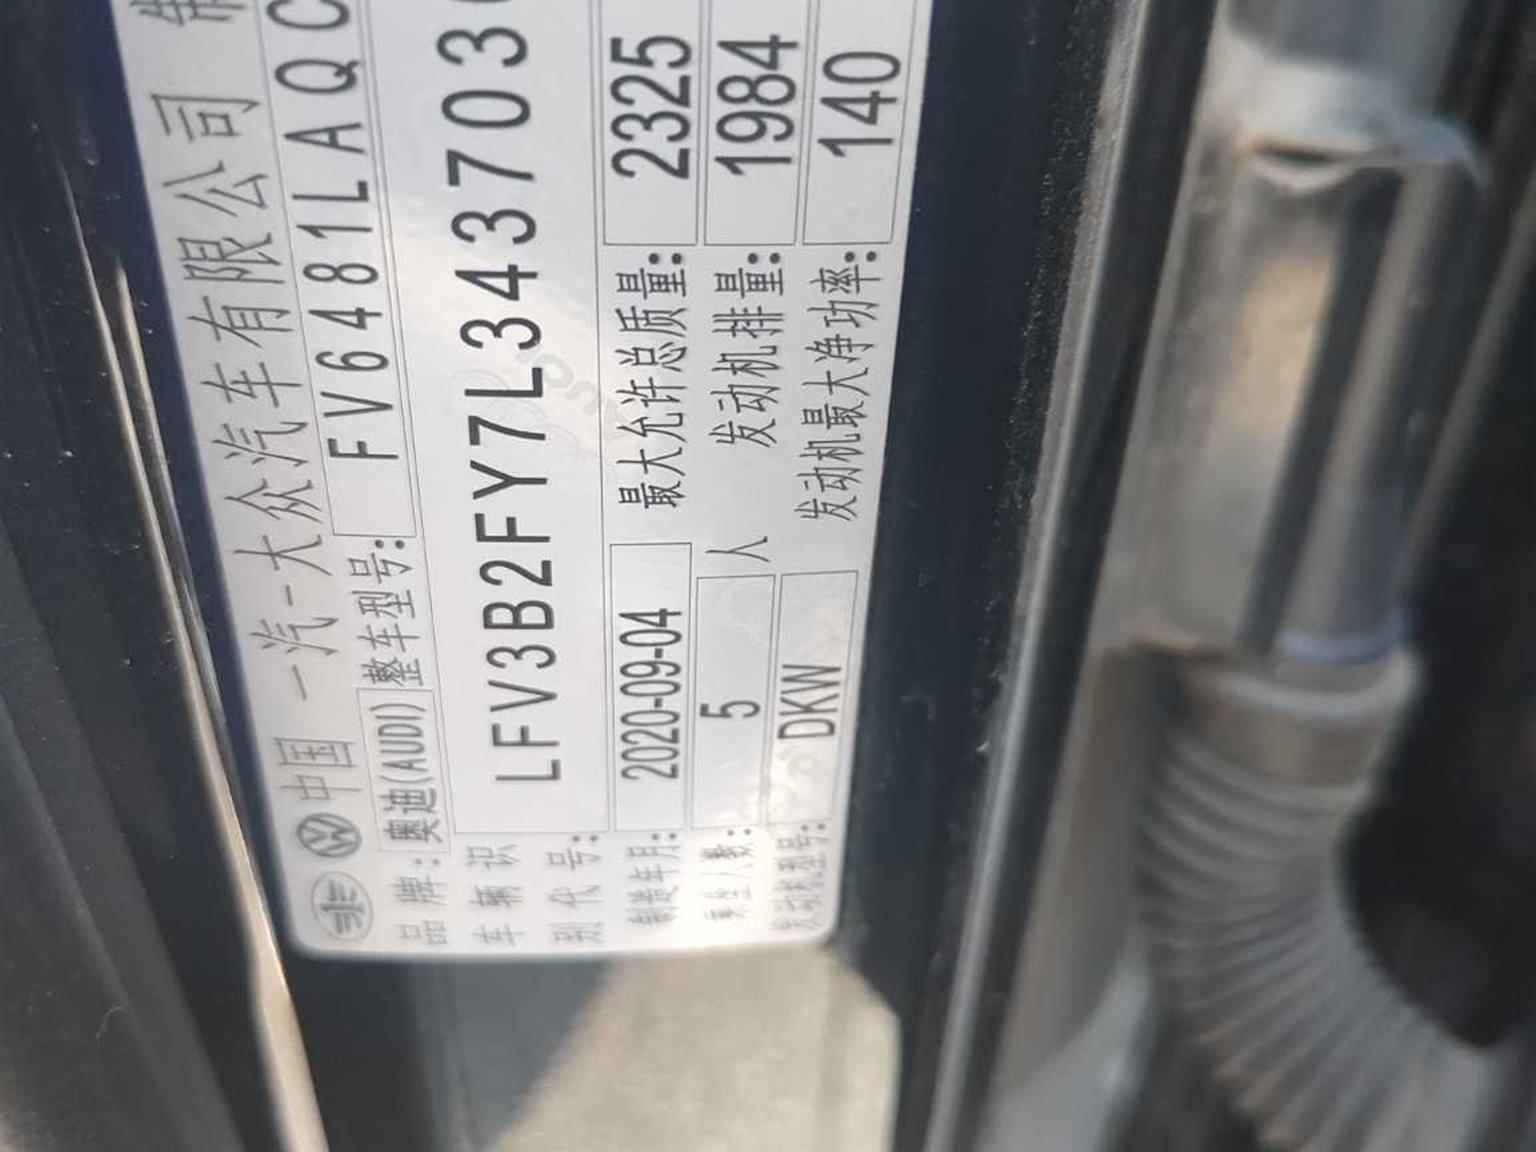 中国 一汽-大众汽车有限公司 制
品牌: 奥迪(AUDI) 整车型号: FV6481LAQC
车辆识别代号: LFV3B2FY7L343703
制造年月: 2020-09-04 最大允许总质量: 2325
乘坐人数: 5 人 发动机排量: 1984
发动机型号: DKW 发动机最大净功率: 140